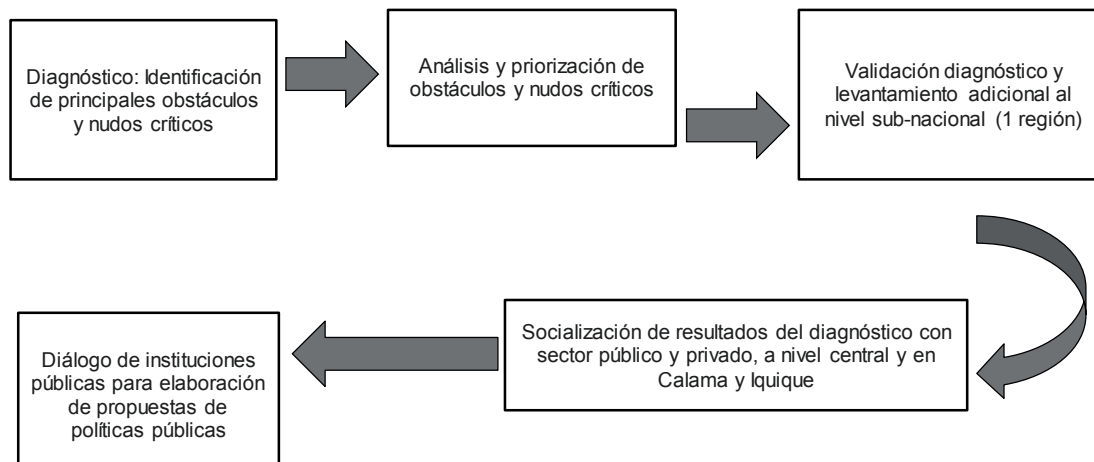 Diagnóstico: Identificación
de principales obstáculos
y nudos críticos
Análisis y priorización de
obstáculos y nudos críticos
Validación diagnóstico y
levantamiento adicional al
nivel sub-nacional (1 región)
Socialización de resultados del diagnóstico con
sector público y privado, a nivel central y en
Calama y Iquique
Diálogo de instituciones
públicas para elaboración
de propuestas de
políticas públicas